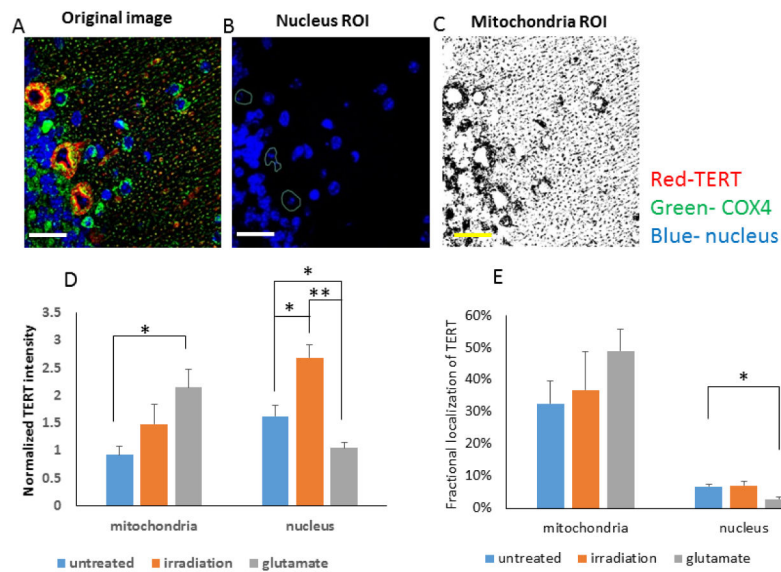 A
Original image
B
Nucleus ROI
C
Mitochondria ROI
Red-TERT
Green- COX4
Blue- nucleus
D
Normalized TERT intensity
3.5
3
2.5
2
1.5
1
0.5
0
*
*
*
**
mitochondria
nucleus
untreated
irradiation
glutamate
E
Fractional localization of TERT
60%
50%
40%
30%
20%
10%
0%
*
mitochondria
nucleus
untreated
irradiation
glutamate